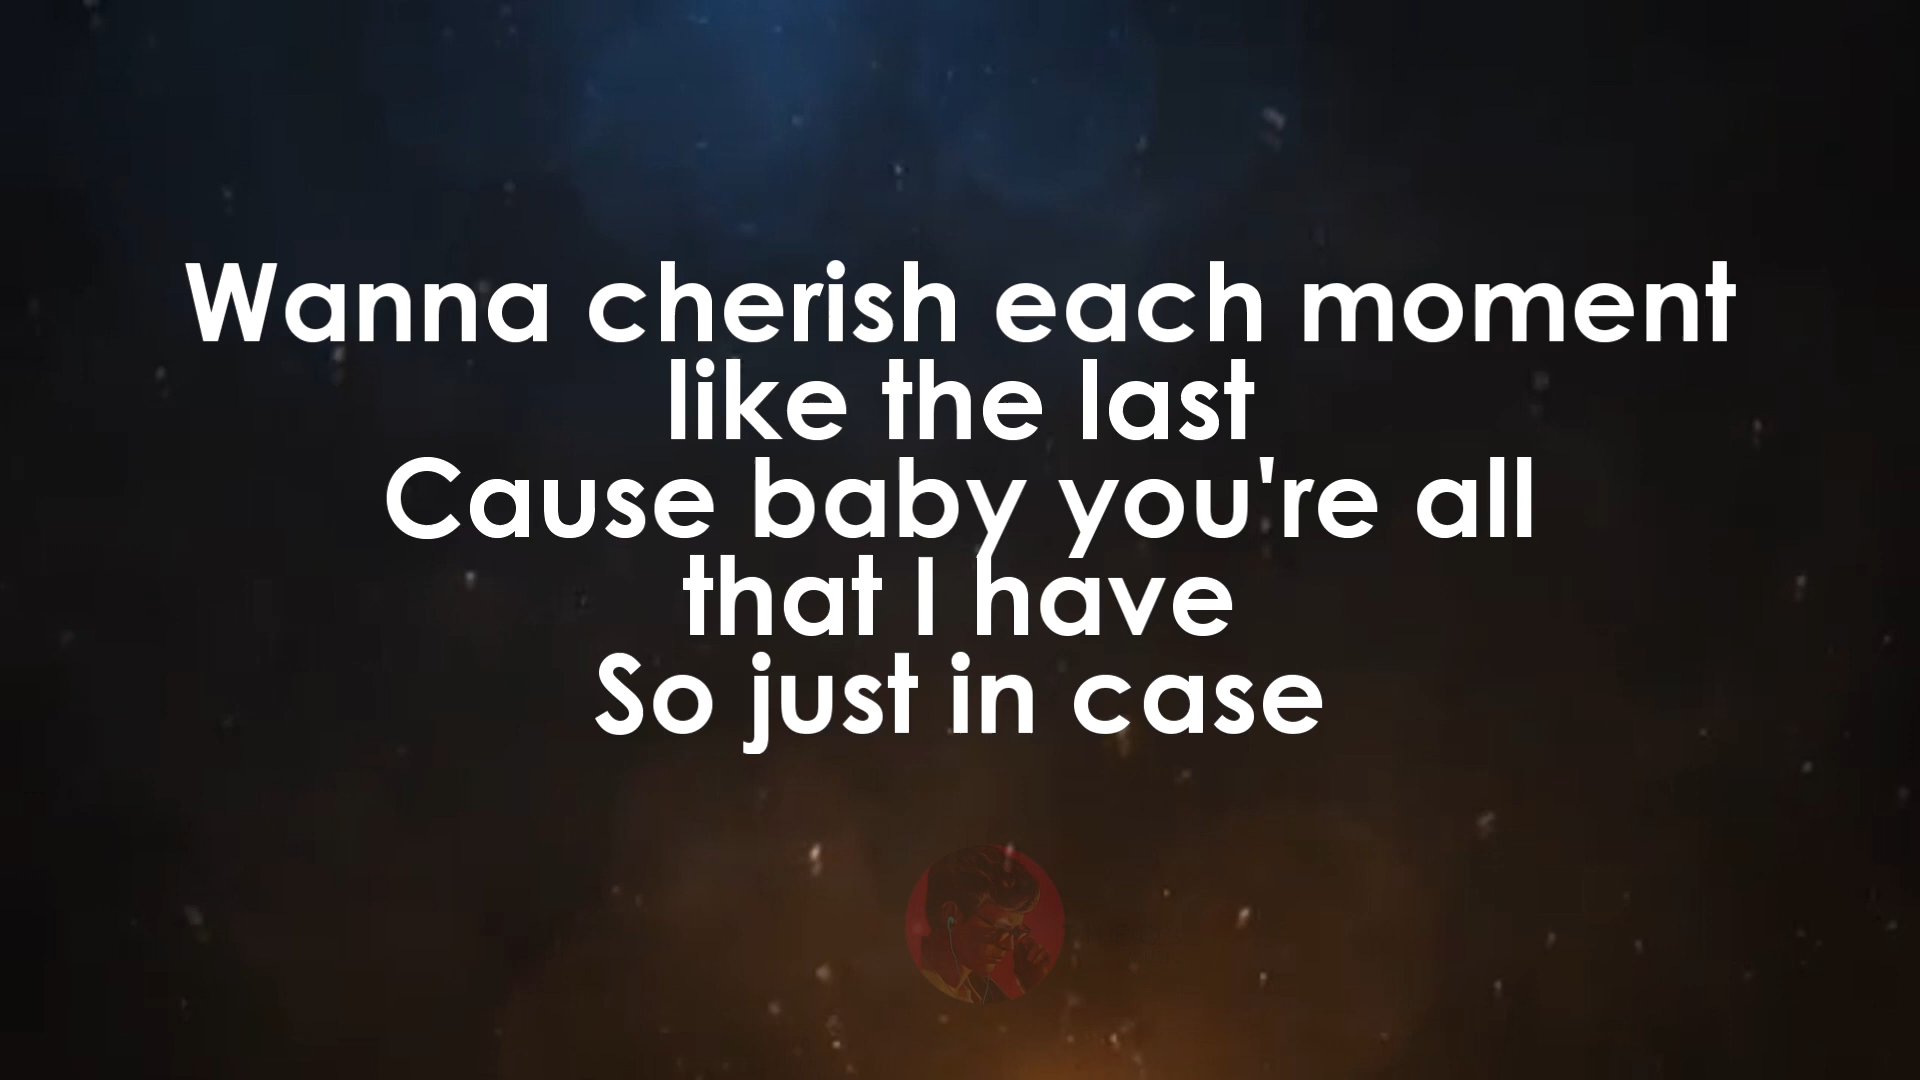 Wanna cherish each moment
like the last
Cause baby you're all
that I have
So just in case